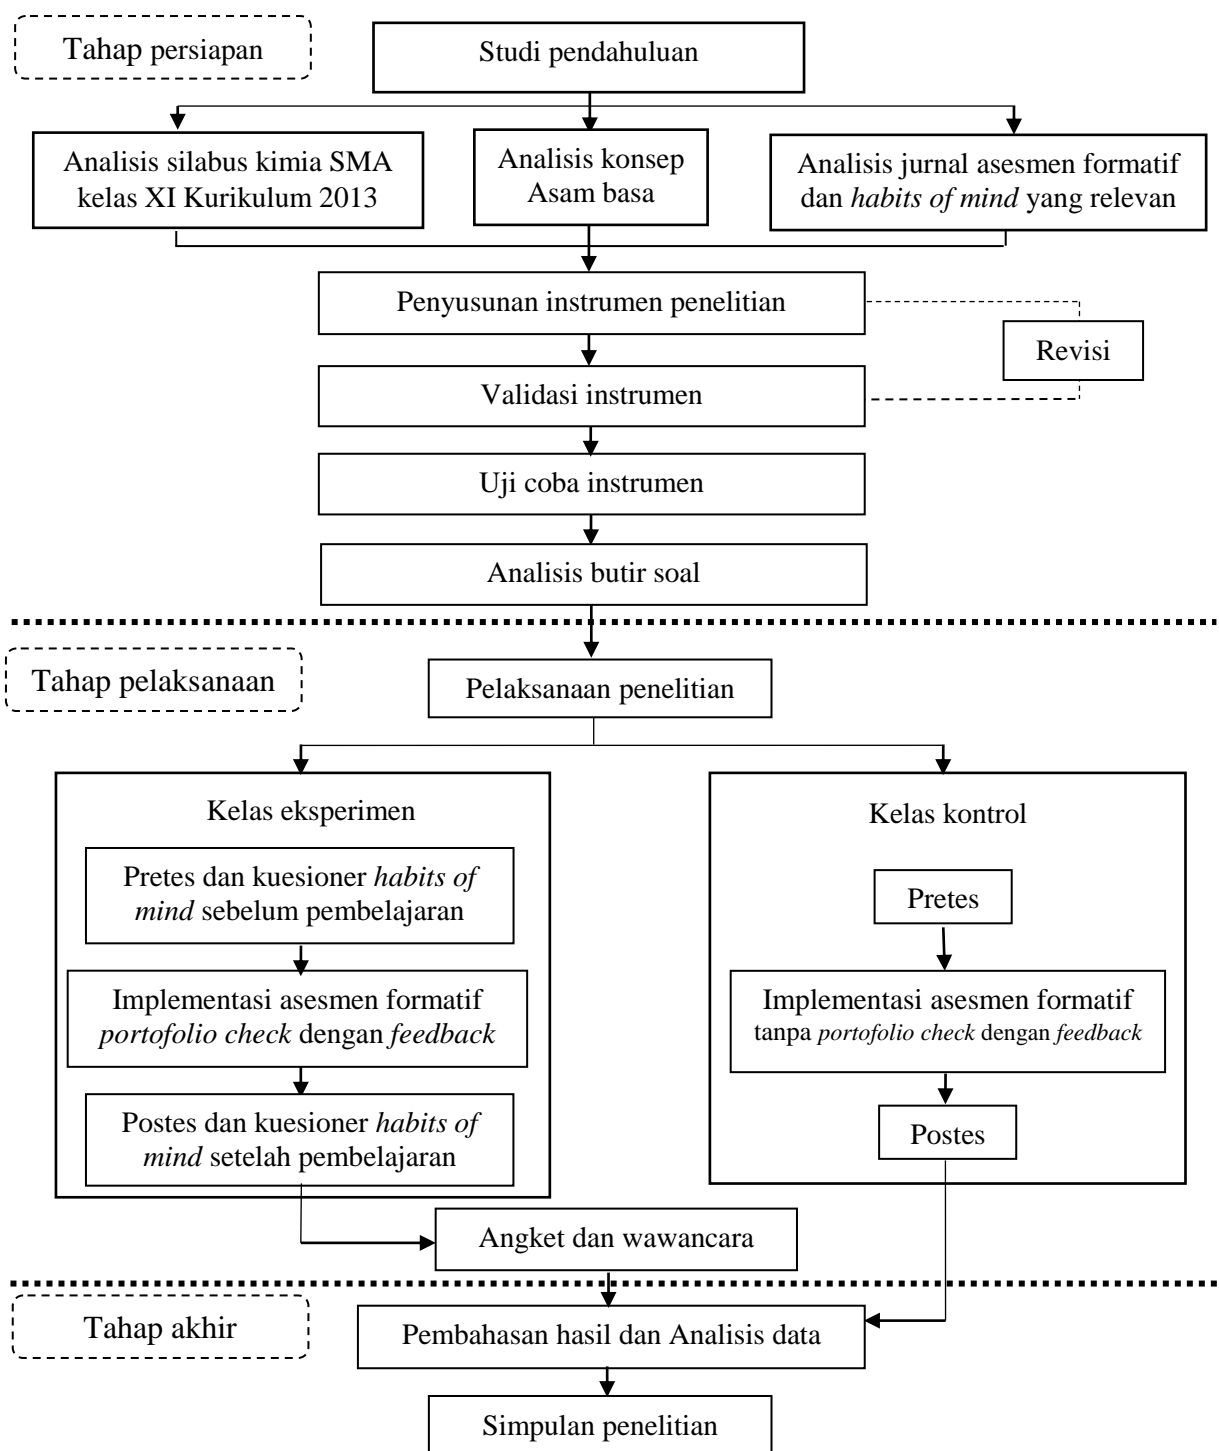 Tahap persiapan
Studi pendahuluan
Analisis silabus kimia SMA
kelas XI Kurikulum 2013
Analisis konsep
Asam basa
Analisis jurnal asesmen formatif
dan habits of mind yang relevan
Penyusunan instrumen penelitian
Revisi
Validasi instrumen
Uji coba instrumen
Analisis butir soal
Tahap pelaksanaan
Pelaksanaan penelitian
Kelas eksperimen
Pretes dan kuesioner habits of
mind sebelum pembelajaran
Implementasi asesmen formatif
portofolio check dengan feedback
Postes dan kuesioner habits of
mind setelah pembelajaran
Kelas kontrol
Pretes
Implementasi asesmen formatif
tanpa portofolio check dengan feedback
Postes
Angket dan wawancara
Tahap akhir
Pembahasan hasil dan Analisis data
Simpulan penelitian